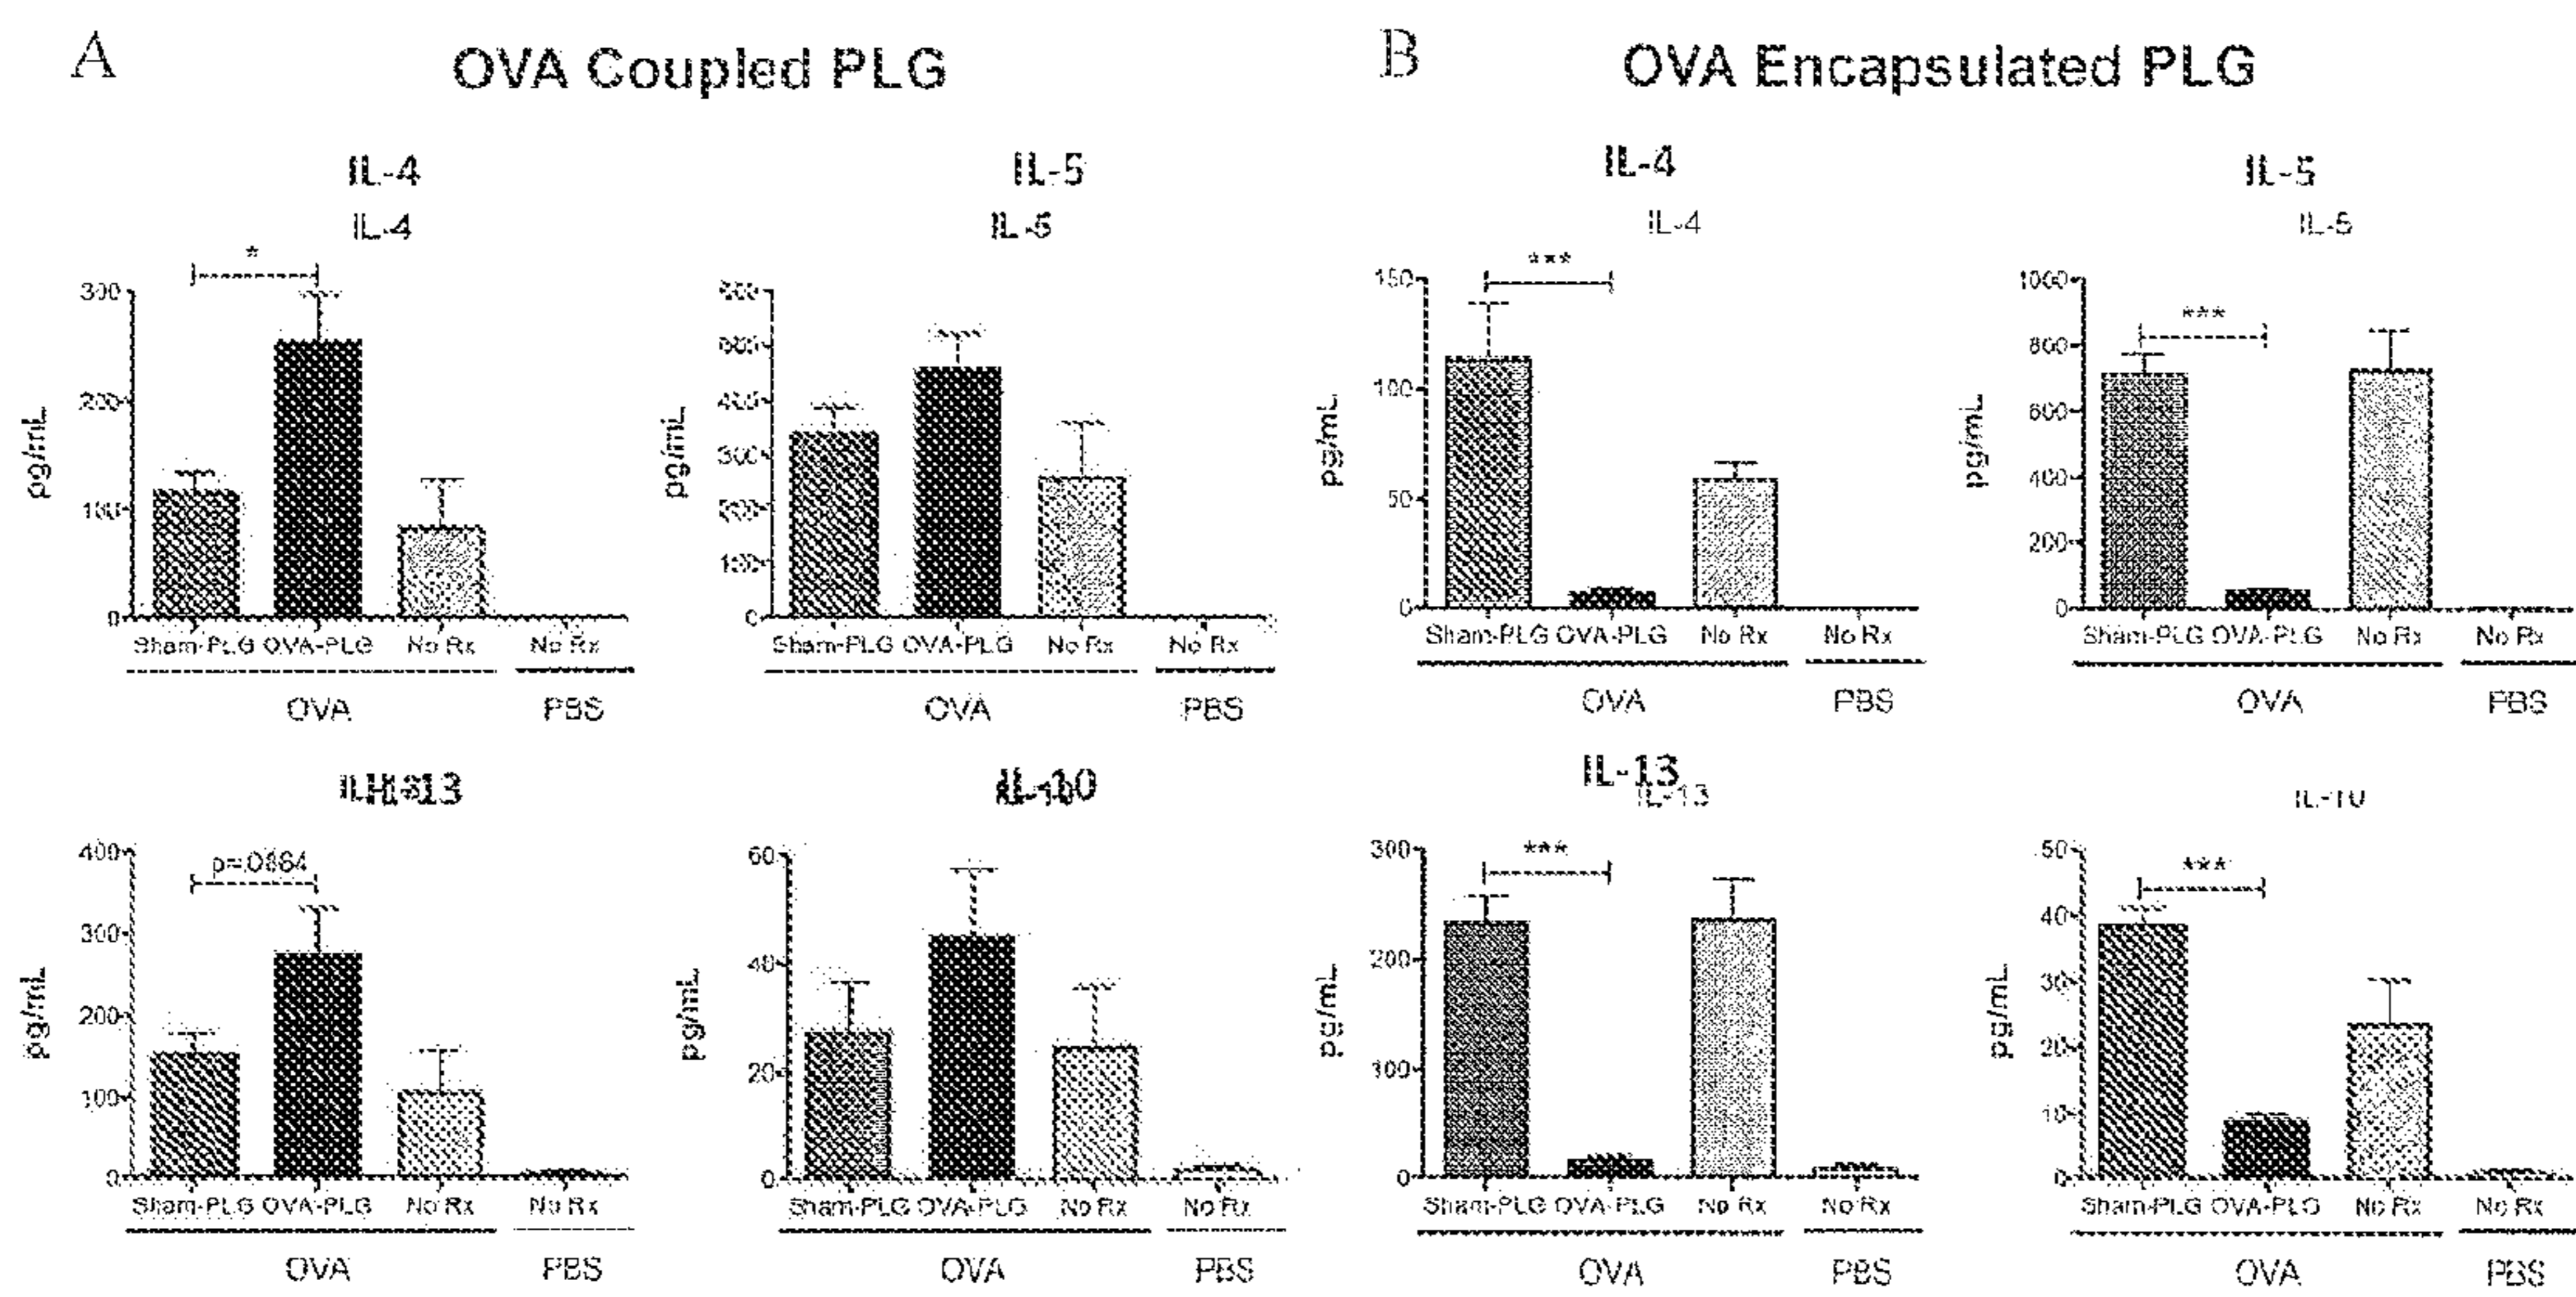 A
OVA Coupled PLG
B
OVA Encapsulated PLG
IL-4
IL-4
*
300
200
100
0
pg/mL
Sham-PLG OVA-PLG No Rx No Rx
OVA PBS
IL-5
IL-5
400
300
200
100
0
pg/mL
Sham-PLG OVA-PLG No Rx No Rx
OVA PBS
IL-4
IL-4
***
150
100
50
0
pg/mL
Sham-PLG OVA-PLG No Rx No Rx
OVA PBS
IL-5
IL-5
***
1000
800
600
400
200
0
pg/mL
Sham-PLG OVA-PLG No Rx No Rx
OVA PBS
400
300
200
100
0
pg/mL
Sham-PLG OVA-PLG No Rx No Rx
OVA PBS
60
40
20
0
pg/mL
Sham-PLG OVA-PLG No Rx No Rx
OVA PBS
IL-13
IL-13
***
300
200
100
0
pg/mL
Sham-PLG OVA-PLG No Rx No Rx
OVA PBS
IL-10
***
50
40
30
20
10
0
pg/mL
Sham-PLG OVA-PLG No Rx No Rx
OVA PBS